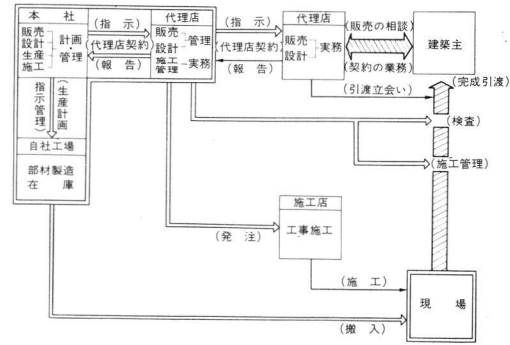 本　社
販売
設計
生産
施工
計画・管理
(指　示)
(代理店契約)
(報　告)
代理店
販売
設計
管理
施工
管理
実務
(指　示)
(代理店契約)
(報　告)
代理店
販売
設計
実務
(販売の相談)
(契約の業務)
建築主
(完成引渡)
(引渡立会い)
(検査)
(施工管理)
(生産計画
指示管理)
自社工場
部材製造
在　庫
施工店
工事施工
(発　注)
(施　工)
現　場
(搬　入)